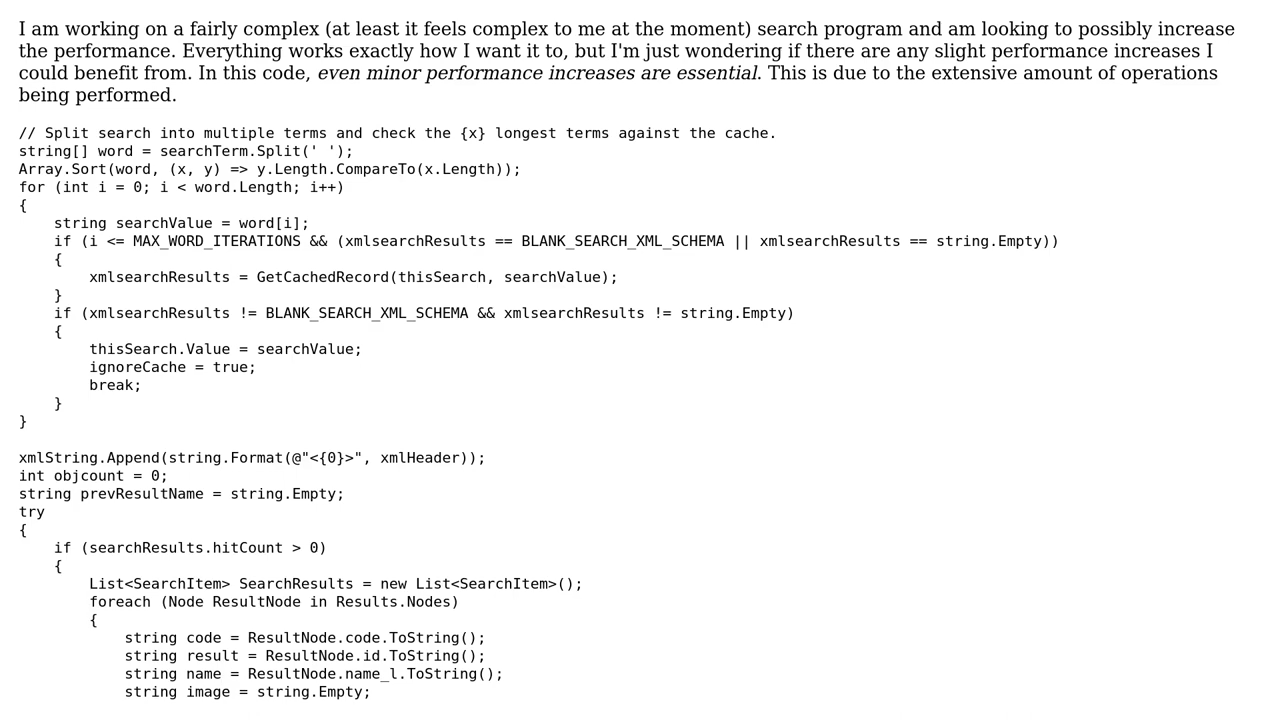 I am working on a fairly complex (at least it feels complex to me at the moment) search program and am looking to possibly increase
the performance. Everything works exactly how I want it to, but I'm just wondering if there are any slight performance increases I
could benefit from. In this code, even minor performance increases are essential. This is due to the extensive amount of operations
being performed.

// Split search into multiple terms and check the {x} longest terms against the cache.
string[] word = searchTerm.Split(' ');
Array.Sort(word, (x, y) => y.Length.CompareTo(x.Length));
for (int i = 0; i < word.Length; i++)
{
    string searchValue = word[i];
    if (i <= MAX_WORD_ITERATIONS && (xmlsearchResults == BLANK_SEARCH_XML_SCHEMA || xmlsearchResults == string.Empty))
    {
        xmlsearchResults = GetCachedRecord(thisSearch, searchValue);
    }
    if (xmlsearchResults != BLANK_SEARCH_XML_SCHEMA && xmlsearchResults != string.Empty)
    {
        thisSearch.Value = searchValue;
        ignoreCache = true;
        break;
    }
}

xmlString.Append(string.Format(@"<{0}>", xmlHeader));
int objcount = 0;
string prevResultName = string.Empty;
try
{
    if (searchResults.hitCount > 0)
    {
        List<SearchItem> SearchResults = new List<SearchItem>();
        foreach (Node ResultNode in Results.Nodes)
        {
            string code = ResultNode.code.ToString();
            string result = ResultNode.id.ToString();
            string name = ResultNode.name_l.ToString();
            string image = string.Empty;